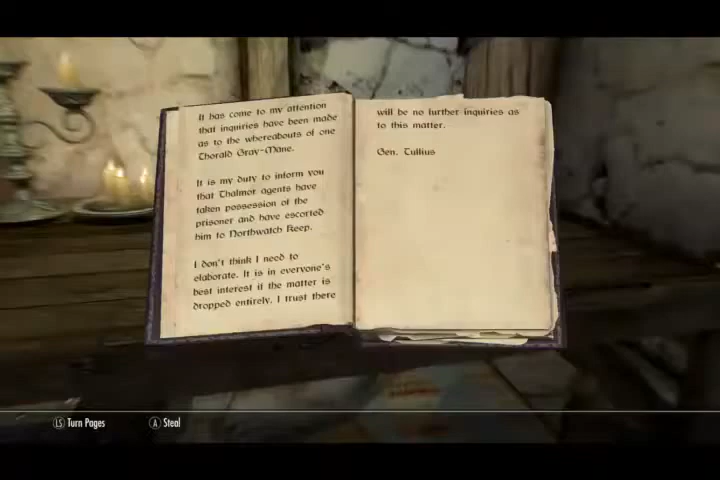 It has come to my attention
that inquiries have been made
as to the whereabouts of one
Thorald Gray-Mane.
It is my duty to inform you
that Thalmor agents have
taken possession of the
prisoner and have escorted
him to Northwatch Keep.
I don't think I need to
elaborate. It is in everyone's
best interest if the matter is
dropped entirely. I trust there
will be no further inquiries as
to this matter.
Gen. Tullius
LS Turn Pages
A Steal